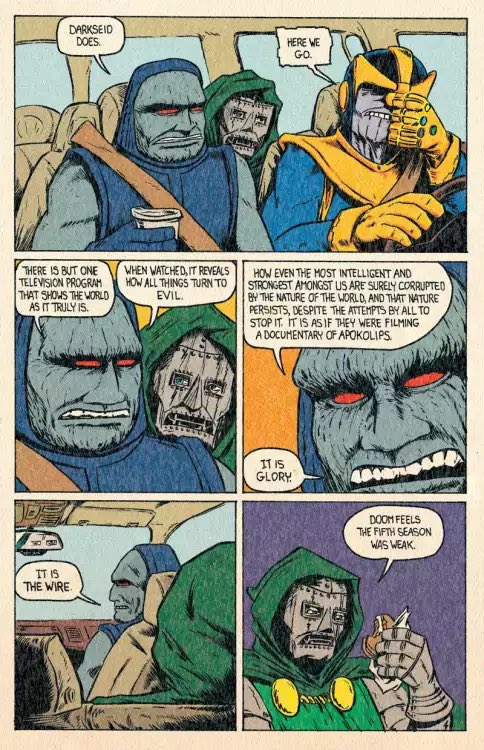 DARKSEID
DOES.
HERE WE
GO.
THERE IS BUT ONE
TELEVISION PROGRAM
THAT SHOWS THE WORLD
AS IT TRULY IS.
WHEN WATCHED, IT REVEALS
HOW ALL THINGS TURN TO
EVIL.
HOW EVEN THE MOST INTELLIGENT AND
STRONGEST AMONGST US ARE SURELY CORRUPTED
BY THE NATURE OF THE WORLD, AND THAT NATURE
PERSISTS, DESPITE THE ATTEMPTS BY ALL TO
STOP IT. IT IS AS IF THEY WERE FILMING
A DOCUMENTARY OF APOKOLIPS.
IT IS
GLORY.
IT IS
THE WIRE.
DOOM FEELS
THE FIFTH SEASON
WAS WEAK.